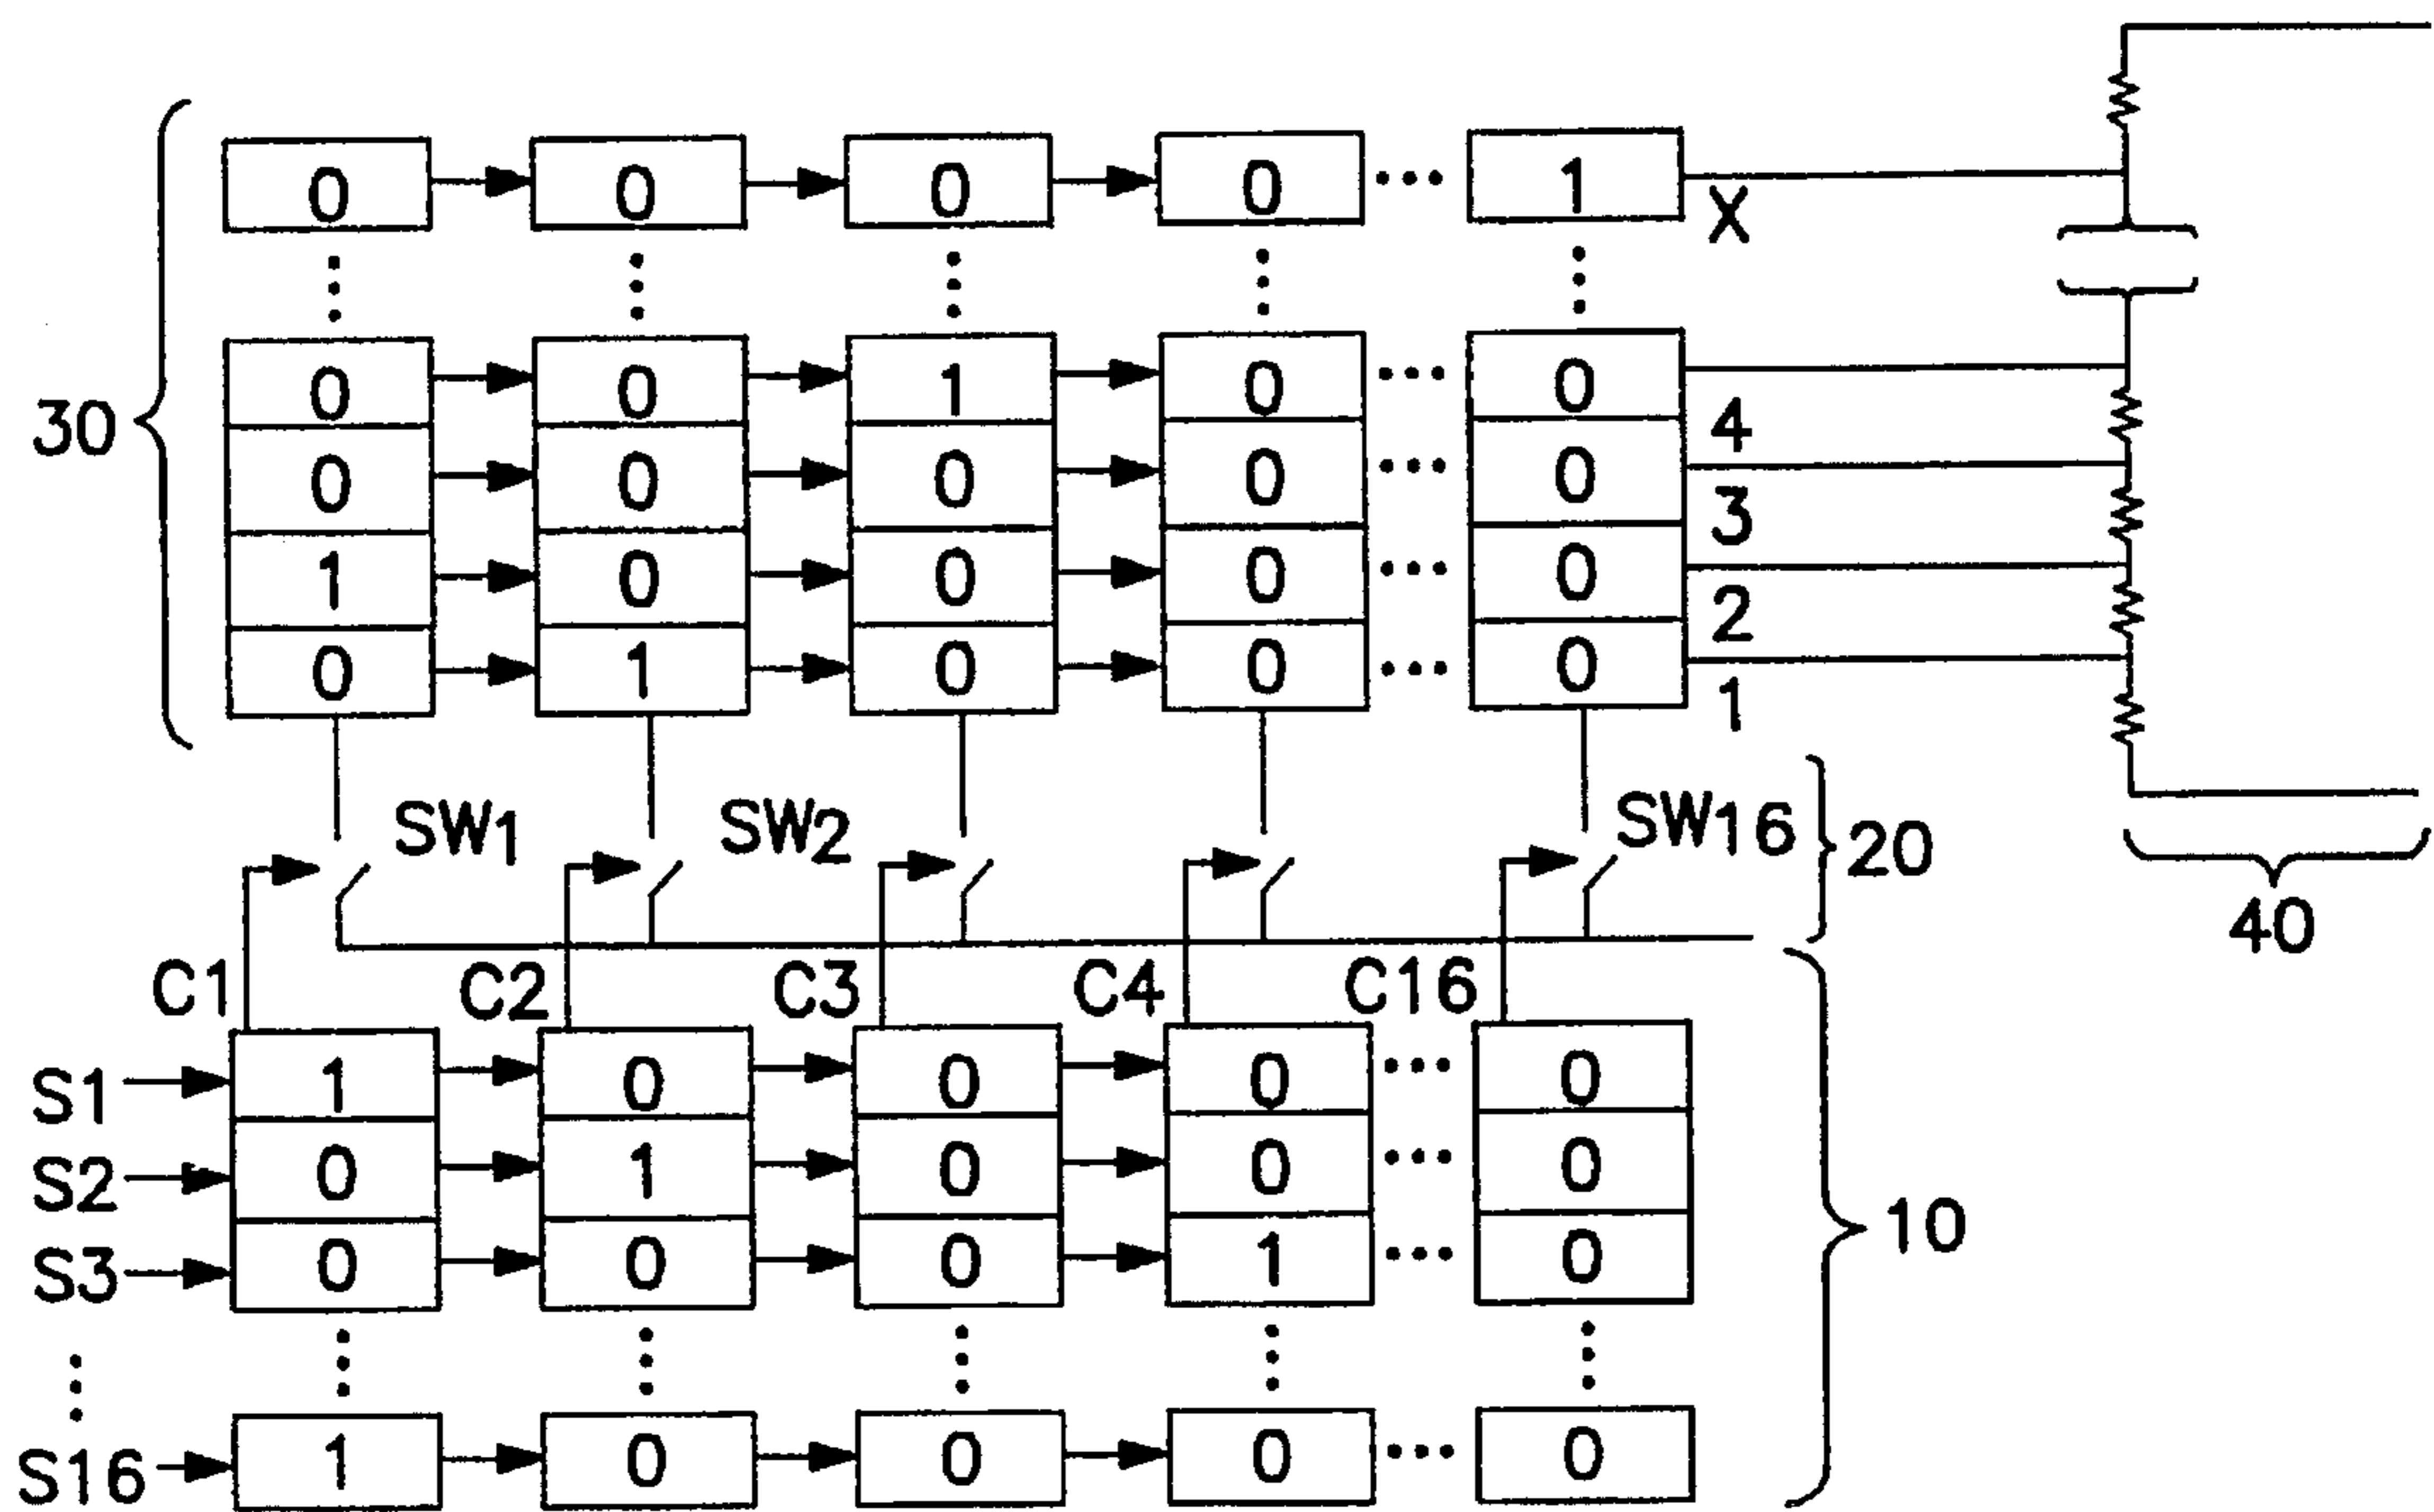 0 0 0 0 ... 1
X
0 0 1 0 ... 0
4
30
0 0 0 0 ... 0
3
1 0 0 0 ... 0
2
0 1 0 0 ... 0
1
SW1 SW2 SW16 20
40
C1 C2 C3 C4 C16
S1 1 0 0 0 ... 0
S2 0 1 0 0 ... 0
10
S3 0 0 0 1 ... 0
S16 1 0 0 0 ... 0